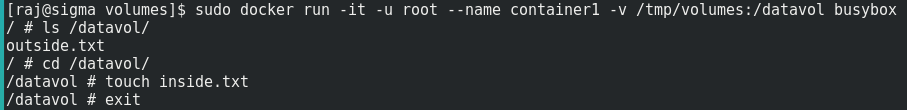 [raj@sigma volumes]$ sudo docker run -it -u root --name container1 -v /tmp/volumes:/datavol busybox
/ # ls /datavol/
outside.txt
/ # cd /datavol/
/datavol # touch inside.txt
/datavol # exit